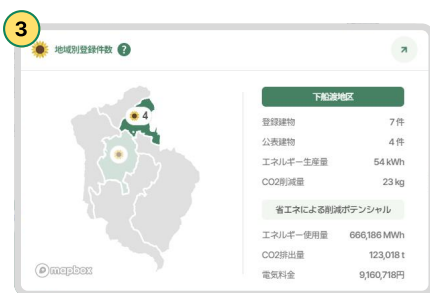 3
地域別登録件数 ?
4
mapbox
下船渡地区
登録建物 7件
公表建物 4件
エネルギー生産量 54 kWh
CO2削減量 23 kg
省エネによる削減ポテンシャル
エネルギー使用量 666,186 MWh
CO2排出量 123,018 t
電気料金 9,160,718円